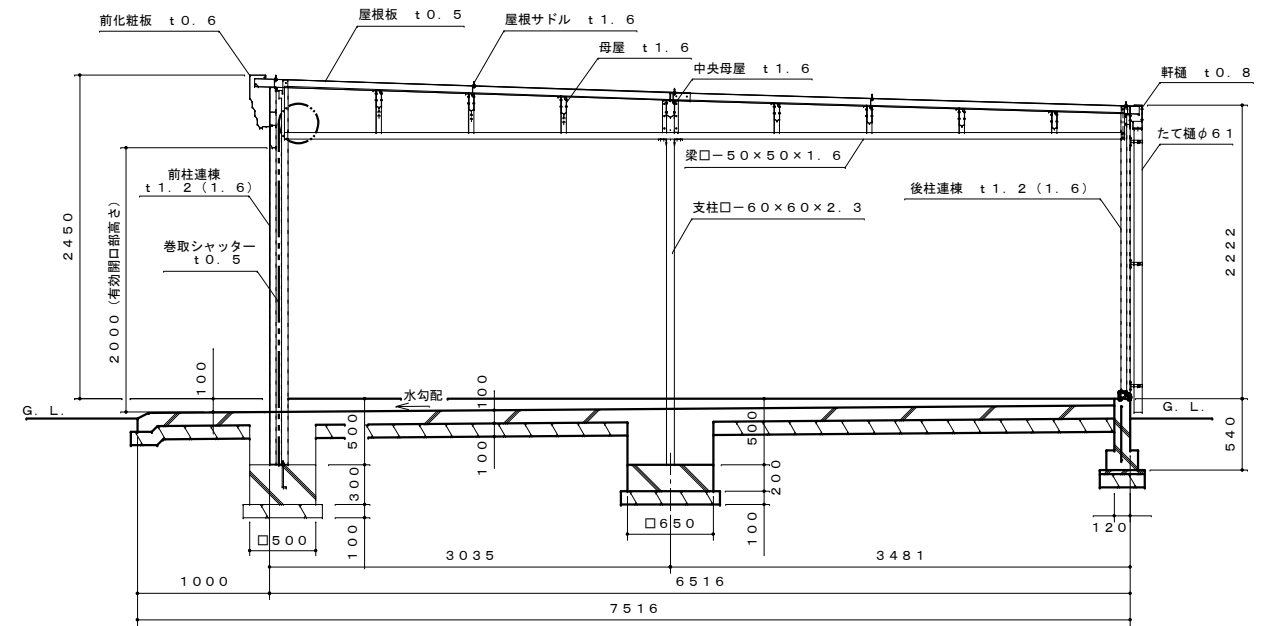 前化粧板　ｔ０．６
屋根板　ｔ０．５
屋根サドル　ｔ１．６
母屋　ｔ１．６
中央母屋　ｔ１．６
軒樋　ｔ０．８
たて樋φ６１
梁口－５０×５０×１．６
前柱連棟
ｔ１．２（１．６）
後柱連棟　ｔ１．２（１．６）
支柱口－６０×６０×２．３
巻取シャッター
ｔ０．５
２４５０
２０００（有効開口部高さ）
２２２２
１００
水勾配
１００
Ｇ．Ｌ．
Ｇ．Ｌ．
５００
１００
５００
５４０
３００
２００
１００
１００
□５００
□６５０
１２０
３０３５
３４８１
１０００
６５１６
７５１６